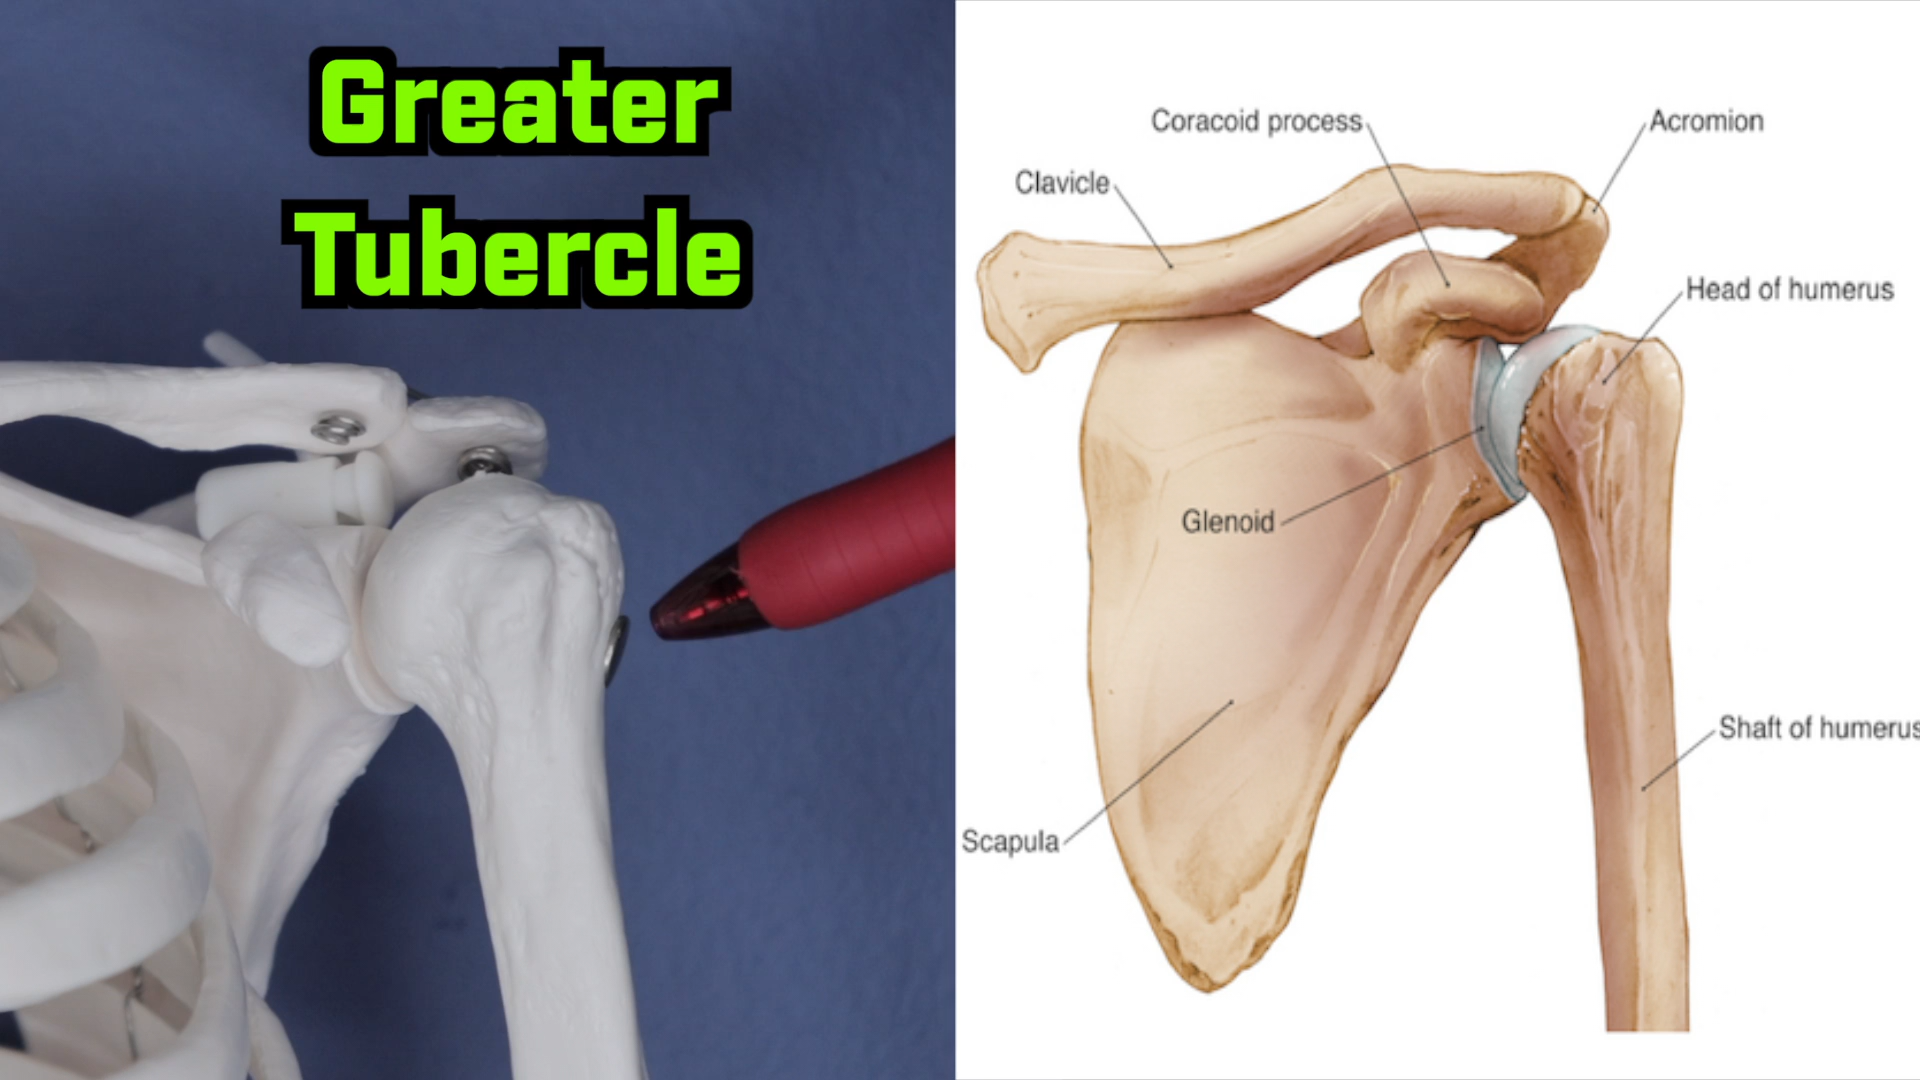 Greater
Tubercle
Coracoid process
Acromion
Clavicle
Head of humerus
Glenoid
Shaft of humerus
Scapula